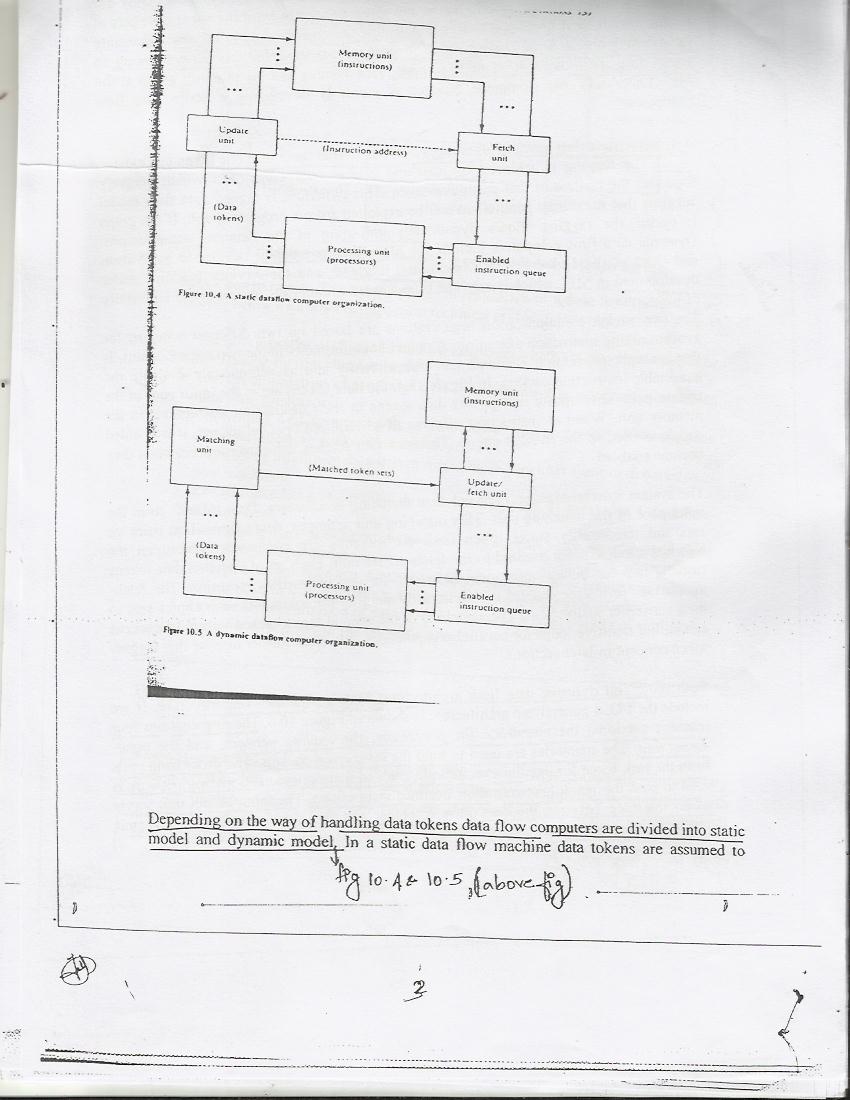 Memory unit
(instructions)
Update
unit
(Instruction address)
Fetch
unit
(Data
tokens)
Processing unit
(processors)
Enabled
instruction queue
Figure 10.4 A static dataflow computer organization.
Memory unit
(instructions)
Matching
unit
(Matched token sets)
Update/
fetch unit
(Data
tokens)
Processing unit
(processors)
Enabled
instruction queue
Figure 10.5 A dynamic dataflow computer organization.
Depending on the way of handling data tokens data flow computers are divided into static
model and dynamic model, In a static data flow machine data tokens are assumed to
fig 10.4 & 10.5, (above fig)
2